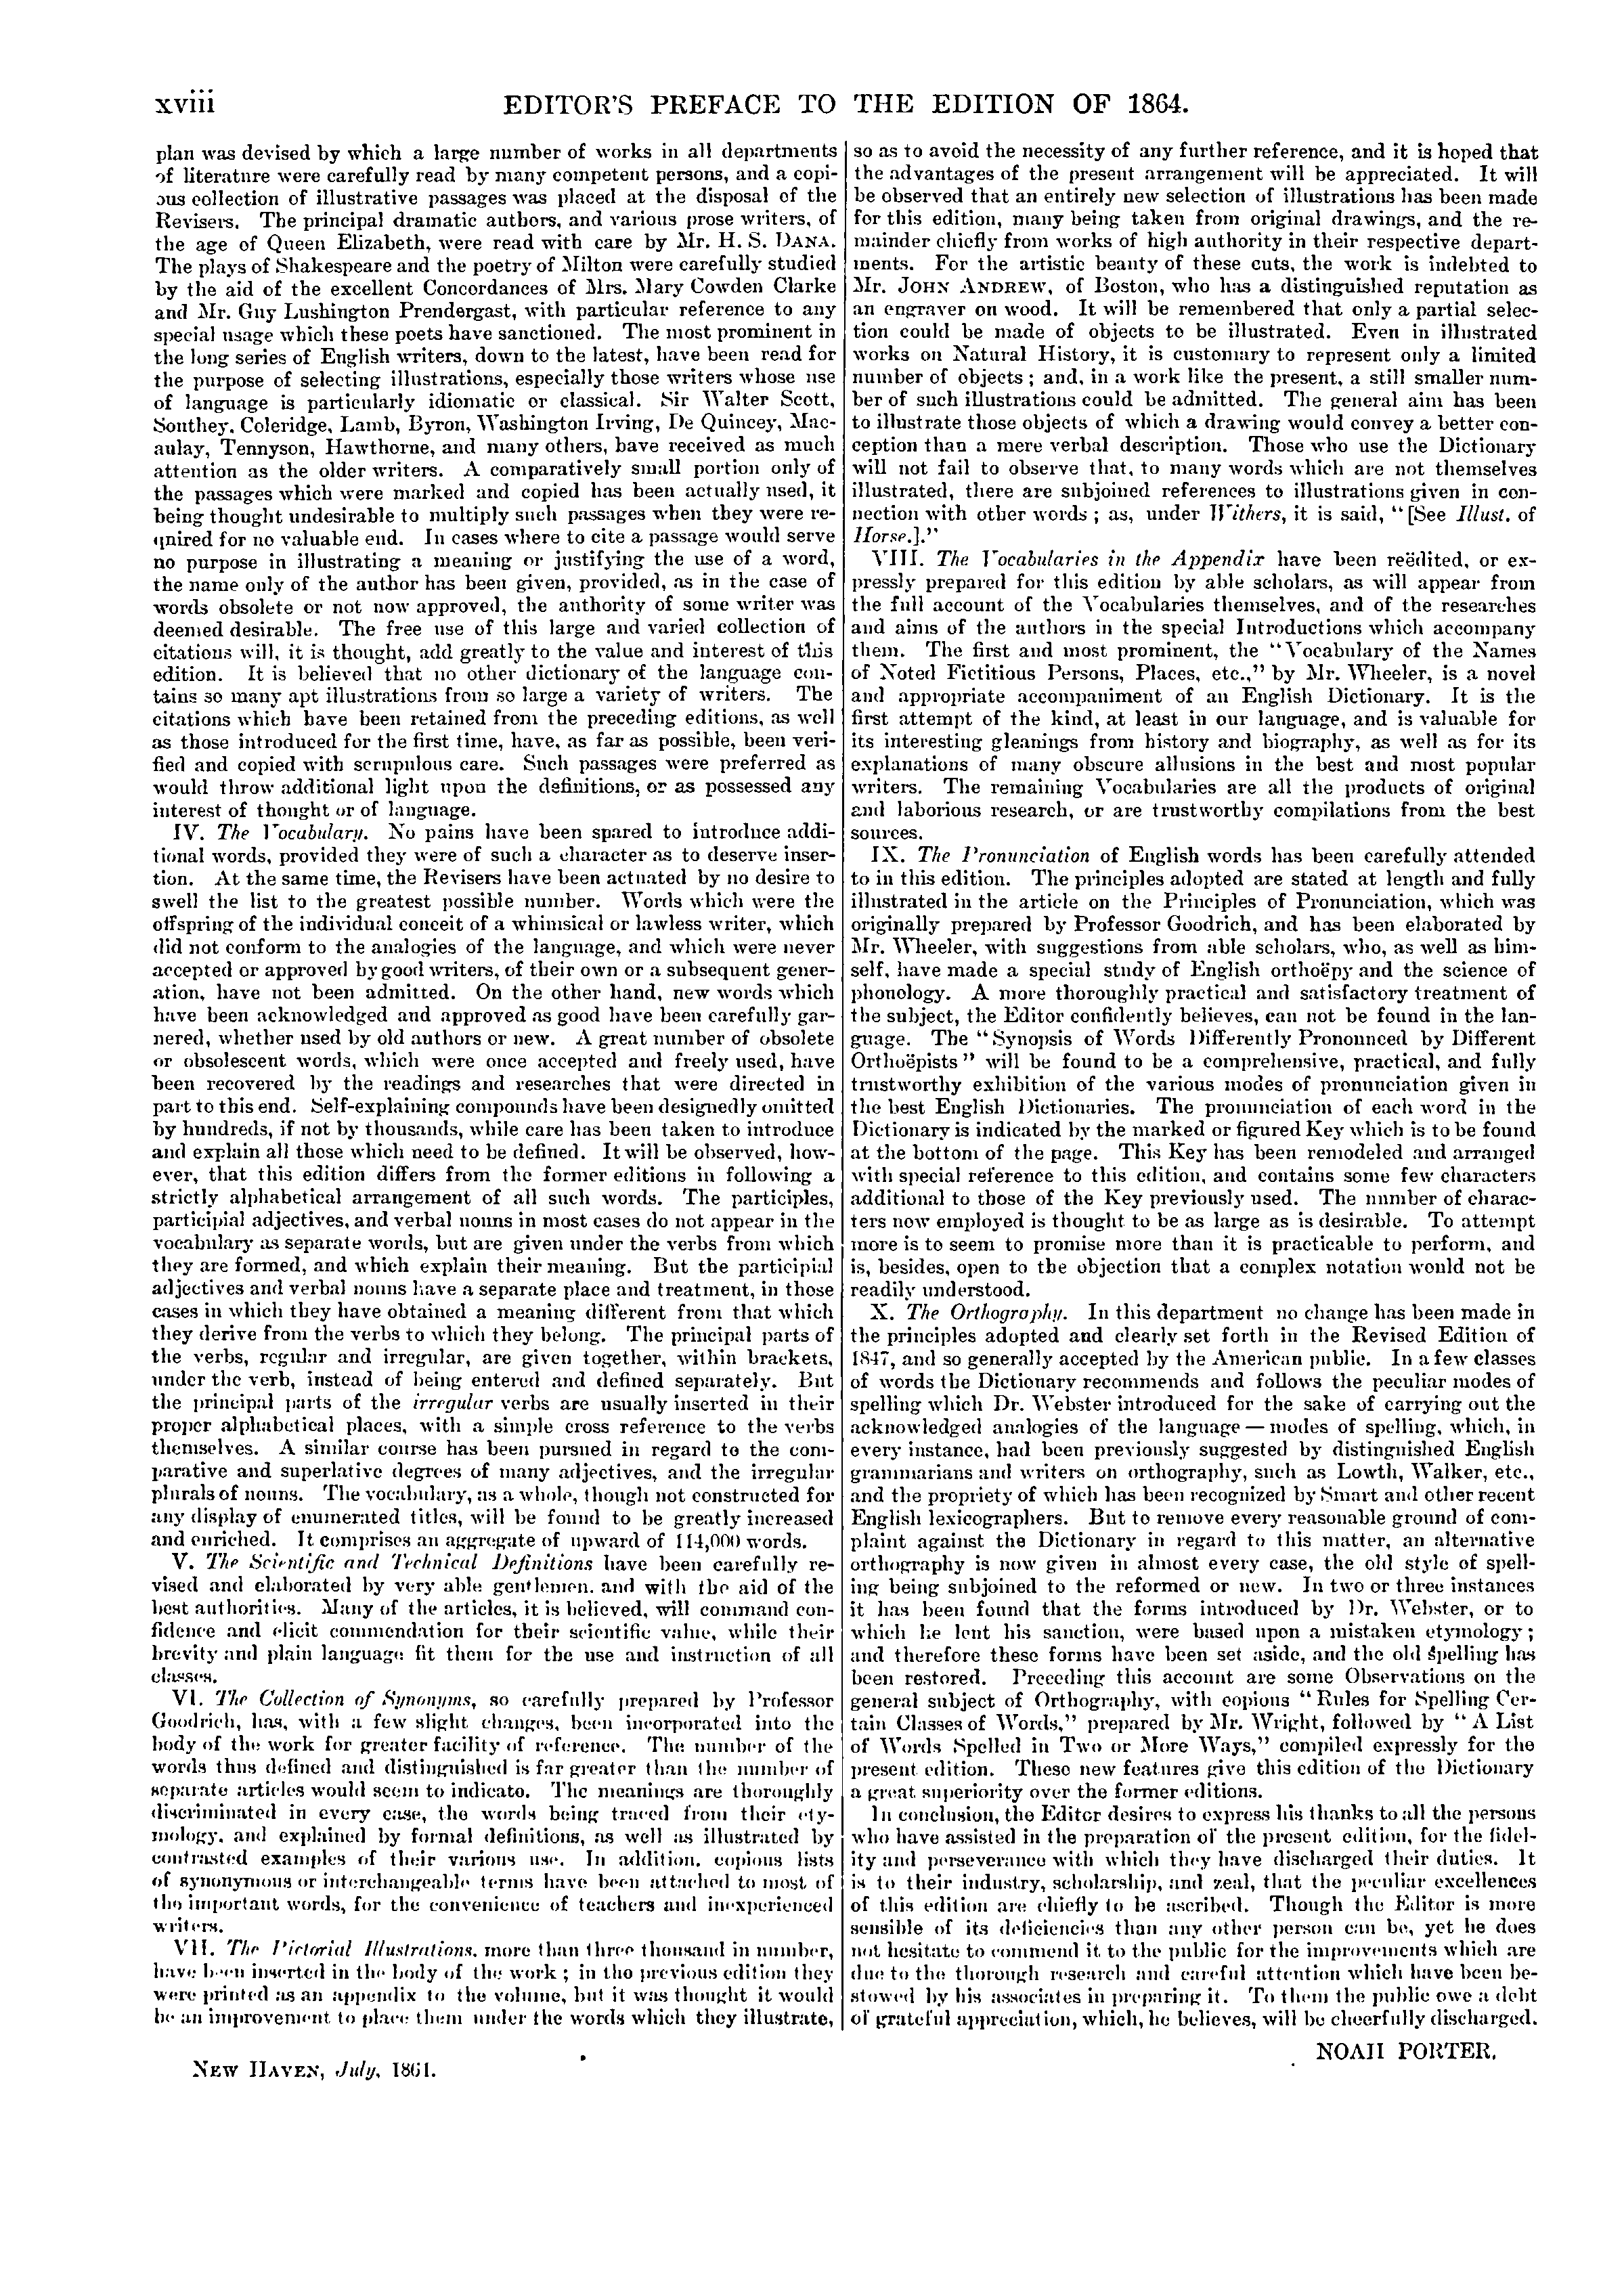 xviii
EDITOR'S PREFACE TO THE EDITION OF 1864.
plan was devised by which a large number of works in all departments
of literature were carefully read by many competent persons, and a copi-
ous collection of illustrative passages was placed at the disposal of the
Revisers. The principal dramatic authors, and various prose writers, of
the age of Queen Elizabeth, were read with care by Mr. H. S. DANA.
The plays of Shakespeare and the poetry of Milton were carefully studied
by the aid of the excellent Concordances of Mrs. Mary Cowden Clarke
and Mr. Guy Lushington Prendergast, with particular reference to any
special usage which these poets have sanctioned. The most prominent in
the long series of English writers, down to the latest, have been read for
the purpose of selecting illustrations, especially those writers whose use
of language is particularly idiomatic or classical. Sir Walter Scott,
Southey, Coleridge, Lamb, Byron, Washington Irving, De Quincey, Mac-
aulay, Tennyson, Hawthorne, and many others, have received as much
attention as the older writers. A comparatively small portion only of
the passages which were marked and copied has been actually used, it
being thought undesirable to multiply such passages when they were re-
quired for no valuable end. In cases where to cite a passage would serve
no purpose in illustrating a meaning or justifying the use of a word,
the name only of the author has been given, provided, as in the case of
words obsolete or not now approved, the authority of some writer was
deemed desirable. The free use of this large and varied collection of
citations will, it is thought, add greatly to the value and interest of this
edition. It is believed that no other dictionary of the language con-
tains so many apt illustrations from so large a variety of writers. The
citations which have been retained from the preceding editions, as well
as those introduced for the first time, have, as far as possible, been veri-
fied and copied with scrupulous care. Such passages were preferred as
would throw additional light upon the definitions, or as possessed any
interest of thought or of language.
IV. The Vocabulary. No pains have been spared to introduce addi-
tional words, provided they were of such a character as to deserve inser-
tion. At the same time, the Revisers have been actuated by no desire to
swell the list to the greatest possible number. Words which were the
offspring of the individual conceit of a whimsical or lawless writer, which
did not conform to the analogies of the language, and which were never
accepted or approved by good writers, of their own or a subsequent gener-
ation, have not been admitted. On the other hand, new words which
have been acknowledged and approved as good have been carefully gar-
nered, whether used by old authors or new. A great number of obsolete
or obsolescent words, which were once accepted and freely used, have
been recovered by the readings and researches that were directed in
part to this end. Self-explaining compounds have been designedly omitted
by hundreds, if not by thousands, while care has been taken to introduce
and explain all those which need to be defined. It will be observed, how-
ever, that this edition differs from the former editions in following a
strictly alphabetical arrangement of all such words. The participles,
participial adjectives, and verbal nouns in most cases do not appear in the
vocabulary as separate words, but are given under the verbs from which
they are formed, and which explain their meaning. But the participial
adjectives and verbal nouns have a separate place and treatment, in those
cases in which they have obtained a meaning different from that which
they derive from the verbs to which they belong. The principal parts of
the verbs, regular and irregular, are given together, within brackets,
under the verb, instead of being entered and defined separately. But
the principal parts of the irregular verbs are usually inserted in their
proper alphabetical places, with a simple cross reference to the verbs
themselves. A similar course has been pursued in regard to the com-
parative and superlative degrees of many adjectives, and the irregular
plurals of nouns. The vocabulary, as a whole, though not constructed for
any display of enumerated titles, will be found to be greatly increased
and enriched. It comprises an aggregate of upward of 114,000 words.
V. The Scientific and Technical Definitions have been carefully re-
vised and elaborated by very able gentlemen, and with the aid of the
best authorities. Many of the articles, it is believed, will command con-
fidence and elicit commendation for their scientific value, while their
brevity and plain language fit them for the use and instruction of all
classes.
VI. The Collection of Synonyms, so carefully prepared by Professor
Goodrich, has, with a few slight changes, been incorporated into the
body of the work for greater facility of reference. The number of the
words thus defined and distinguished is far greater than the number of
separate articles would seem to indicate. The meanings are thoroughly
discriminated in every case, the words being traced from their ety-
mology, and explained by formal definitions, as well as illustrated by
contrasted examples of their various use. In addition, copious lists
of synonymous or interchangeable terms have been attached to most of
the important words, for the convenience of teachers and inexperienced
writers.
VII. The Pictorial Illustrations, more than three thousand in number,
have been inserted in the body of the work; in the previous edition they
were printed as an appendix to the volume, but it was thought it would
be an improvement to place them under the words which they illustrate,
so as to avoid the necessity of any further reference, and it is hoped that
the advantages of the present arrangement will be appreciated. It will
be observed that an entirely new selection of illustrations has been made
for this edition, many being taken from original drawings, and the re-
mainder chiefly from works of high authority in their respective depart-
ments. For the artistic beauty of these cuts, the work is indebted to
Mr. JOHN ANDREW, of Boston, who has a distinguished reputation as
an engraver on wood. It will be remembered that only a partial selec-
tion could be made of objects to be illustrated. Even in illustrated
works on Natural History, it is customary to represent only a limited
number of objects; and, in a work like the present, a still smaller num-
ber of such illustrations could be admitted. The general aim has been
to illustrate those objects of which a drawing would convey a better con-
ception than a mere verbal description. Those who use the Dictionary
will not fail to observe that, to many words which are not themselves
illustrated, there are subjoined references to illustrations given in con-
nection with other words; as, under Withers, it is said, "[See Illust. of
Horse.]."
VIII. The Vocabularies in the Appendix have been reëdited, or ex-
pressly prepared for this edition by able scholars, as will appear from
the full account of the Vocabularies themselves, and of the researches
and aims of the authors in the special Introductions which accompany
them. The first and most prominent, the "Vocabulary of the Names
of Noted Fictitious Persons, Places, etc.," by Mr. Wheeler, is a novel
and appropriate accompaniment of an English Dictionary. It is the
first attempt of the kind, at least in our language, and is valuable for
its interesting gleanings from history and biography, as well as for its
explanations of many obscure allusions in the best and most popular
writers. The remaining Vocabularies are all the products of original
and laborious research, or are trustworthy compilations from the best
sources.
IX. The Pronunciation of English words has been carefully attended
to in this edition. The principles adopted are stated at length and fully
illustrated in the article on the Principles of Pronunciation, which was
originally prepared by Professor Goodrich, and has been elaborated by
Mr. Wheeler, with suggestions from able scholars, who, as well as him-
self, have made a special study of English orthoëpy and the science of
phonology. A more thoroughly practical and satisfactory treatment of
the subject, the Editor confidently believes, can not be found in the lan-
guage. The "Synopsis of Words Differently Pronounced by Different
Orthoëpists" will be found to be a comprehensive, practical, and fully
trustworthy exhibition of the various modes of pronunciation given in
the best English Dictionaries. The pronunciation of each word in the
Dictionary is indicated by the marked or figured Key which is to be found
at the bottom of the page. This Key has been remodeled and arranged
with special reference to this edition, and contains some few characters
additional to those of the Key previously used. The number of charac-
ters now employed is thought to be as large as is desirable. To attempt
more is to seem to promise more than it is practicable to perform, and
is, besides, open to the objection that a complex notation would not be
readily understood.
X. The Orthography. In this department no change has been made in
the principles adopted and clearly set forth in the Revised Edition of
1847, and so generally accepted by the American public. In a few classes
of words the Dictionary recommends and follows the peculiar modes of
spelling which Dr. Webster introduced for the sake of carrying out the
acknowledged analogies of the language — modes of spelling, which, in
every instance, had been previously suggested by distinguished English
grammarians and writers on orthography, such as Lowth, Walker, etc.,
and the propriety of which has been recognized by Smart and other recent
English lexicographers. But to remove every reasonable ground of com-
plaint against the Dictionary in regard to this matter, an alternative
orthography is now given in almost every case, the old style of spell-
ing being subjoined to the reformed or new. In two or three instances
it has been found that the forms introduced by Dr. Webster, or to
which he lent his sanction, were based upon a mistaken etymology;
and therefore these forms have been set aside, and the old spelling has
been restored. Preceding this account are some Observations on the
general subject of Orthography, with copious "Rules for Spelling Cer-
tain Classes of Words," prepared by Mr. Wright, followed by "A List
of Words Spelled in Two or More Ways," compiled expressly for the
present edition. These new features give this edition of the Dictionary
a great superiority over the former editions.
In conclusion, the Editor desires to express his thanks to all the persons
who have assisted in the preparation of the present edition, for the fidel-
ity and perseverance with which they have discharged their duties. It
is to their industry, scholarship, and zeal, that the peculiar excellences
of this edition are chiefly to be ascribed. Though the Editor is more
sensible of its deficiencies than any other person can be, yet he does
not hesitate to commend it to the public for the improvements which are
due to the thorough research and careful attention which have been be-
stowed by his associates in preparing it. To them the public owe a debt
of grateful appreciation, which, he believes, will be cheerfully discharged.
NOAH PORTER.
NEW HAVEN, July, 1864.